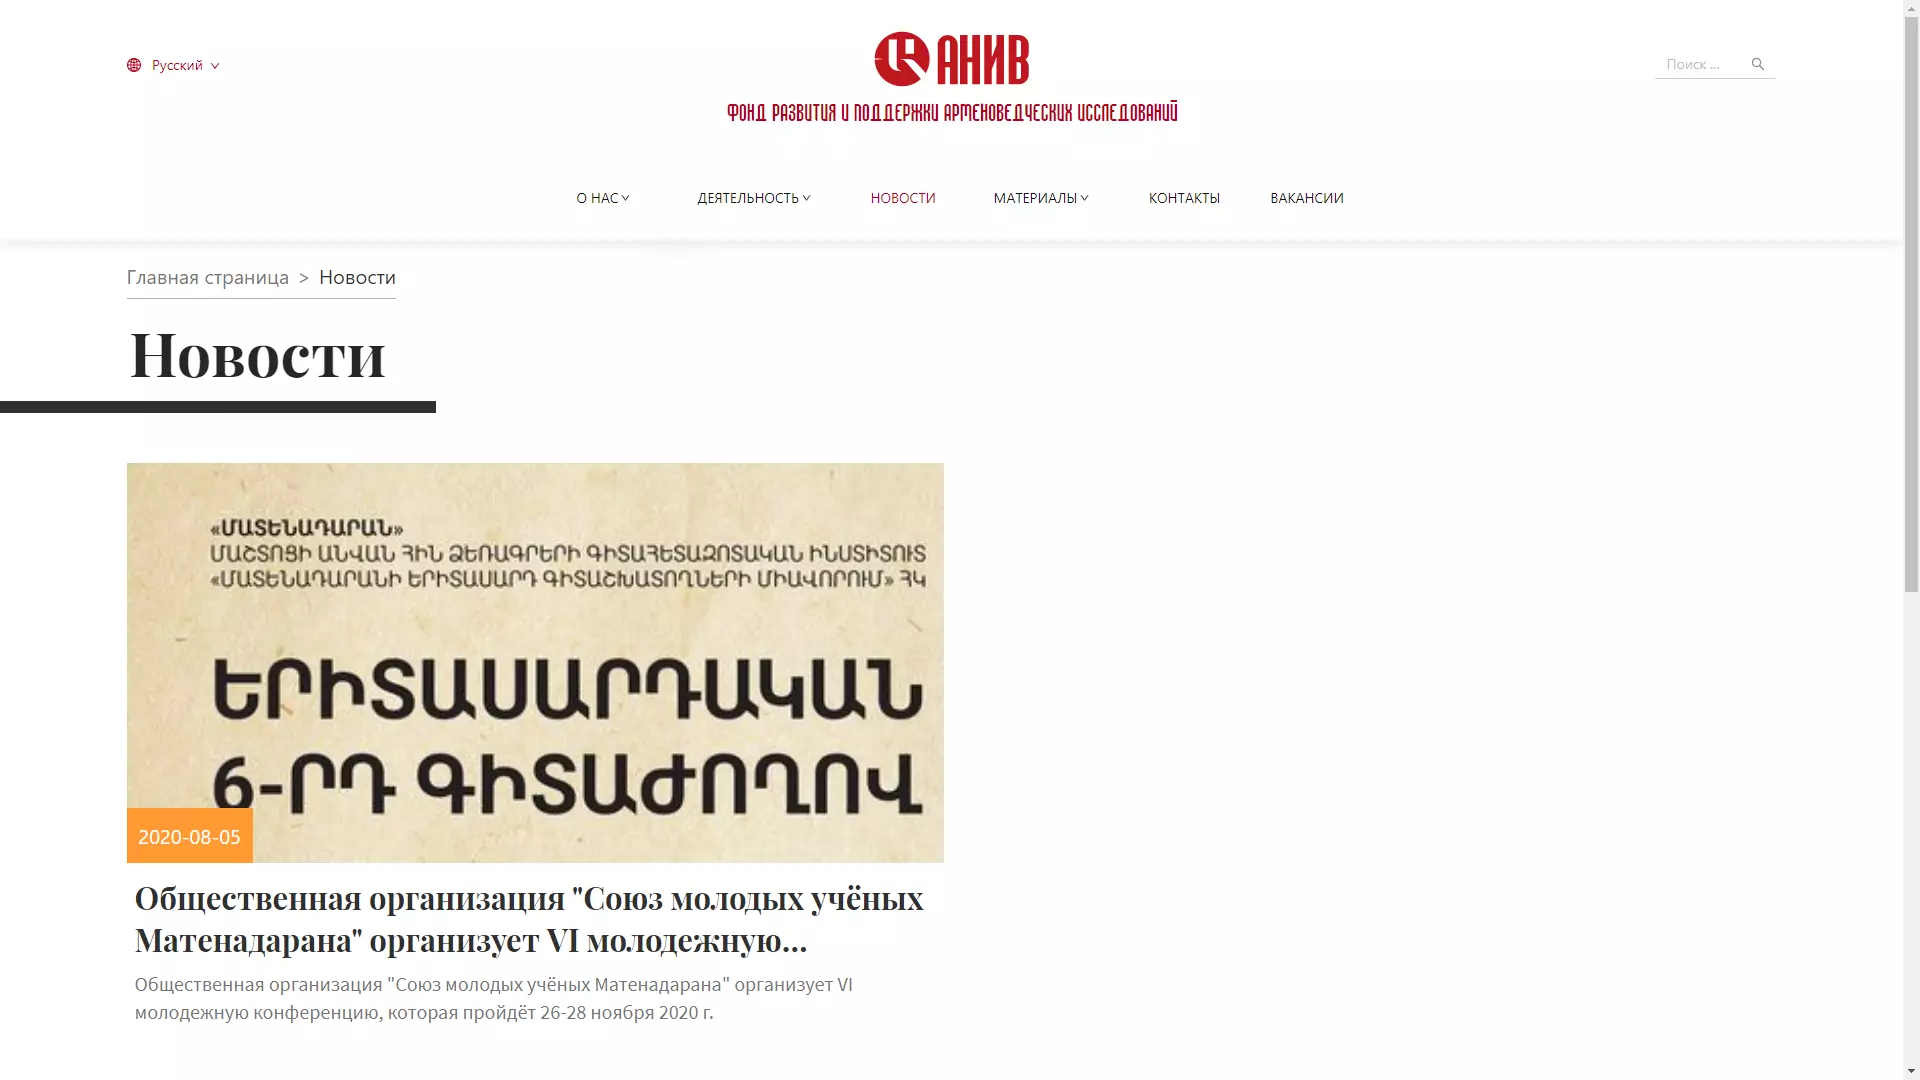 Русский
АНИВ
ФОНД РАЗВИТИЯ И ПОДДЕРЖКИ АРМЕНОВЕДЧЕСКИХ ИССЛЕДОВАНИЙ
Поиск ...
О НАС
ДЕЯТЕЛЬНОСТЬ
НОВОСТИ
МАТЕРИАЛЫ
КОНТАКТЫ
ВАКАНСИИ
Главная страница > Новости
Новости
«ՄԱՏԵՆԱԴԱՐԱՆ»
ՄԱՇՏՈՑԻ ԱՆՎԱՆ ՀԻՆ ՁԵՌԱԳՐԵՐԻ ԳԻՏԱՀԵՏԱԶՈՏԱԿԱՆ ԻՆՍՏԻՏՈՒՏ
«ՄԱՏԵՆԱԴԱՐԱՆԻ ԵՐԻՏԱՍԱՐԴ ԳԻՏԱՇԽԱՏՈՂՆԵՐԻ ՄԻԱՎՈՐՈՒՄ» ՀԿ
ԵՐԻՏԱՍԱՐԴԱԿԱՆ
6-ՐԴ ԳԻՏԱԺՈՂՈՎ
2020-08-05
Общественная организация "Союз молодых учёных
Матенадарана" организует VI молодежную...
Общественная организация "Союз молодых учёных Матенадарана" организует VI
молодежную конференцию, которая пройдёт 26-28 ноября 2020 г.